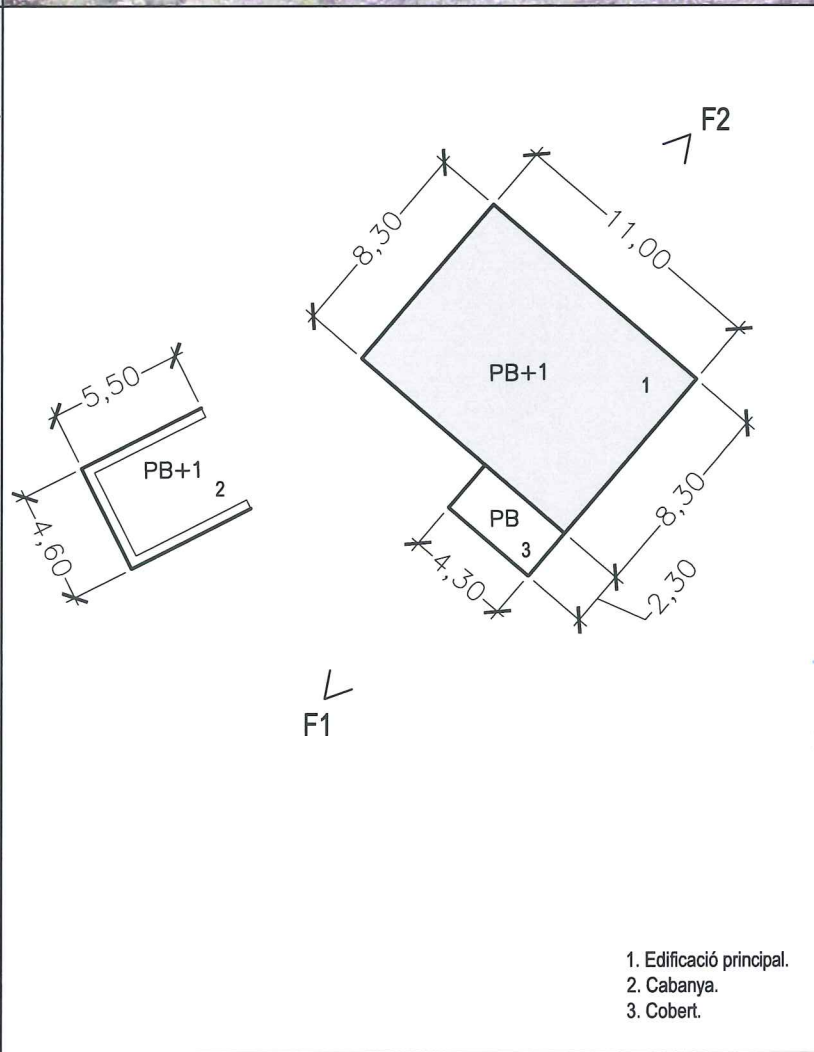 F2
8,30
11,00
PB+1
1
5,50
PB+1
2
4,60
PB
3
4,30
8,30
2,30
F1
1. Edificació principal.
2. Cabanya.
3. Cobert.